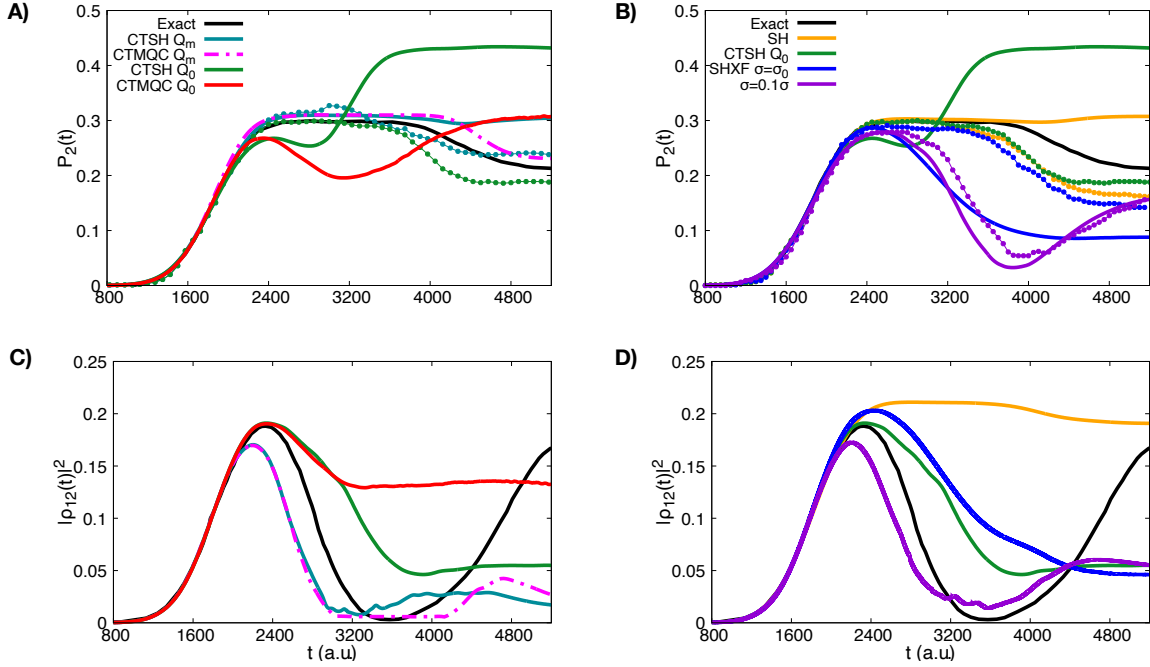 A)
P₂(t)
0.5
0.4
0.3
0.2
0.1
0
Exact
CTSH Qₘ
CTMQC Qₘ
CTSH Q₀
CTMQC Q₀
800 1600 2400 3200 4000 4800
B)
P₂(t)
0.5
0.4
0.3
0.2
0.1
0
Exact
SH
CTSH Q₀
SHXF σ=σ₀
σ=0.1σ
800 1600 2400 3200 4000 4800
C)
|ρ₁₂(t)|²
0.25
0.2
0.15
0.1
0.05
0
800 1600 2400 3200 4000 4800
t (a.u.)
D)
|ρ₁₂(t)|²
0.25
0.2
0.15
0.1
0.05
0
800 1600 2400 3200 4000 4800
t (a.u.)